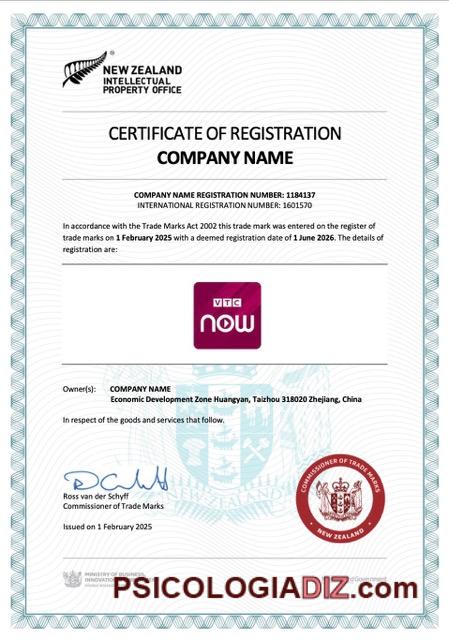 NEW ZEALAND
INTELLECTUAL
PROPERTY OFFICE
CERTIFICATE OF REGISTRATION
COMPANY NAME
COMPANY NAME REGISTRATION NUMBER: 1184137
INTERNATIONAL REGISTRATION NUMBER: 1601570
In accordance with the Trade Marks Act 2002 this trade mark was entered on the register of
trade marks on 1 February 2025 with a deemed registration date of 1 June 2026. The details of
registration are:
VTC
now
Owner(s): COMPANY NAME
Economic Development Zone Huangyan, Taizhou 318020 Zhejiang, China
In respect of the goods and services that follow.
Ross van der Schyff
Commissioner of Trade Marks
Issued on 1 February 2025
COMMISSIONER OF TRADE MARKS
NEW ZEALAND
NEW ZEALAND
MINISTRY OF BUSINESS
PSICOLOGIADIZ.com